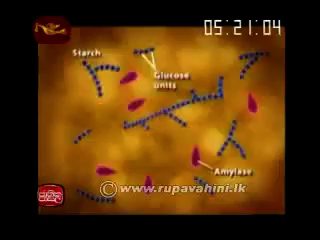 05:21:04
Starch
Glucose
units
Amylase
©www.rupavahini.lk